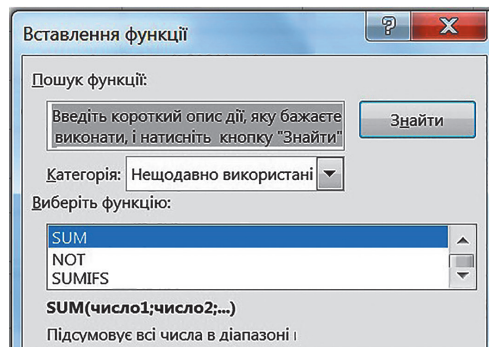 Вставлення функції
?
X
Пошук функції:
Введіть короткий опис дії, яку бажаєте
виконати, і натисніть кнопку "Знайти"
Знайти
Категорія: Нещодавно використані
Виберіть функцію:
SUM
NOT
SUMIFS
SUM(число1;число2;...)
Підсумовує всі числа в діапазоні